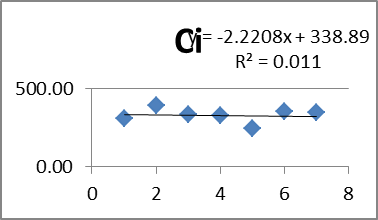 Ci
y = -2.2208x + 338.89
R² = 0.011
500.00
0.00
0 2 4 6 8